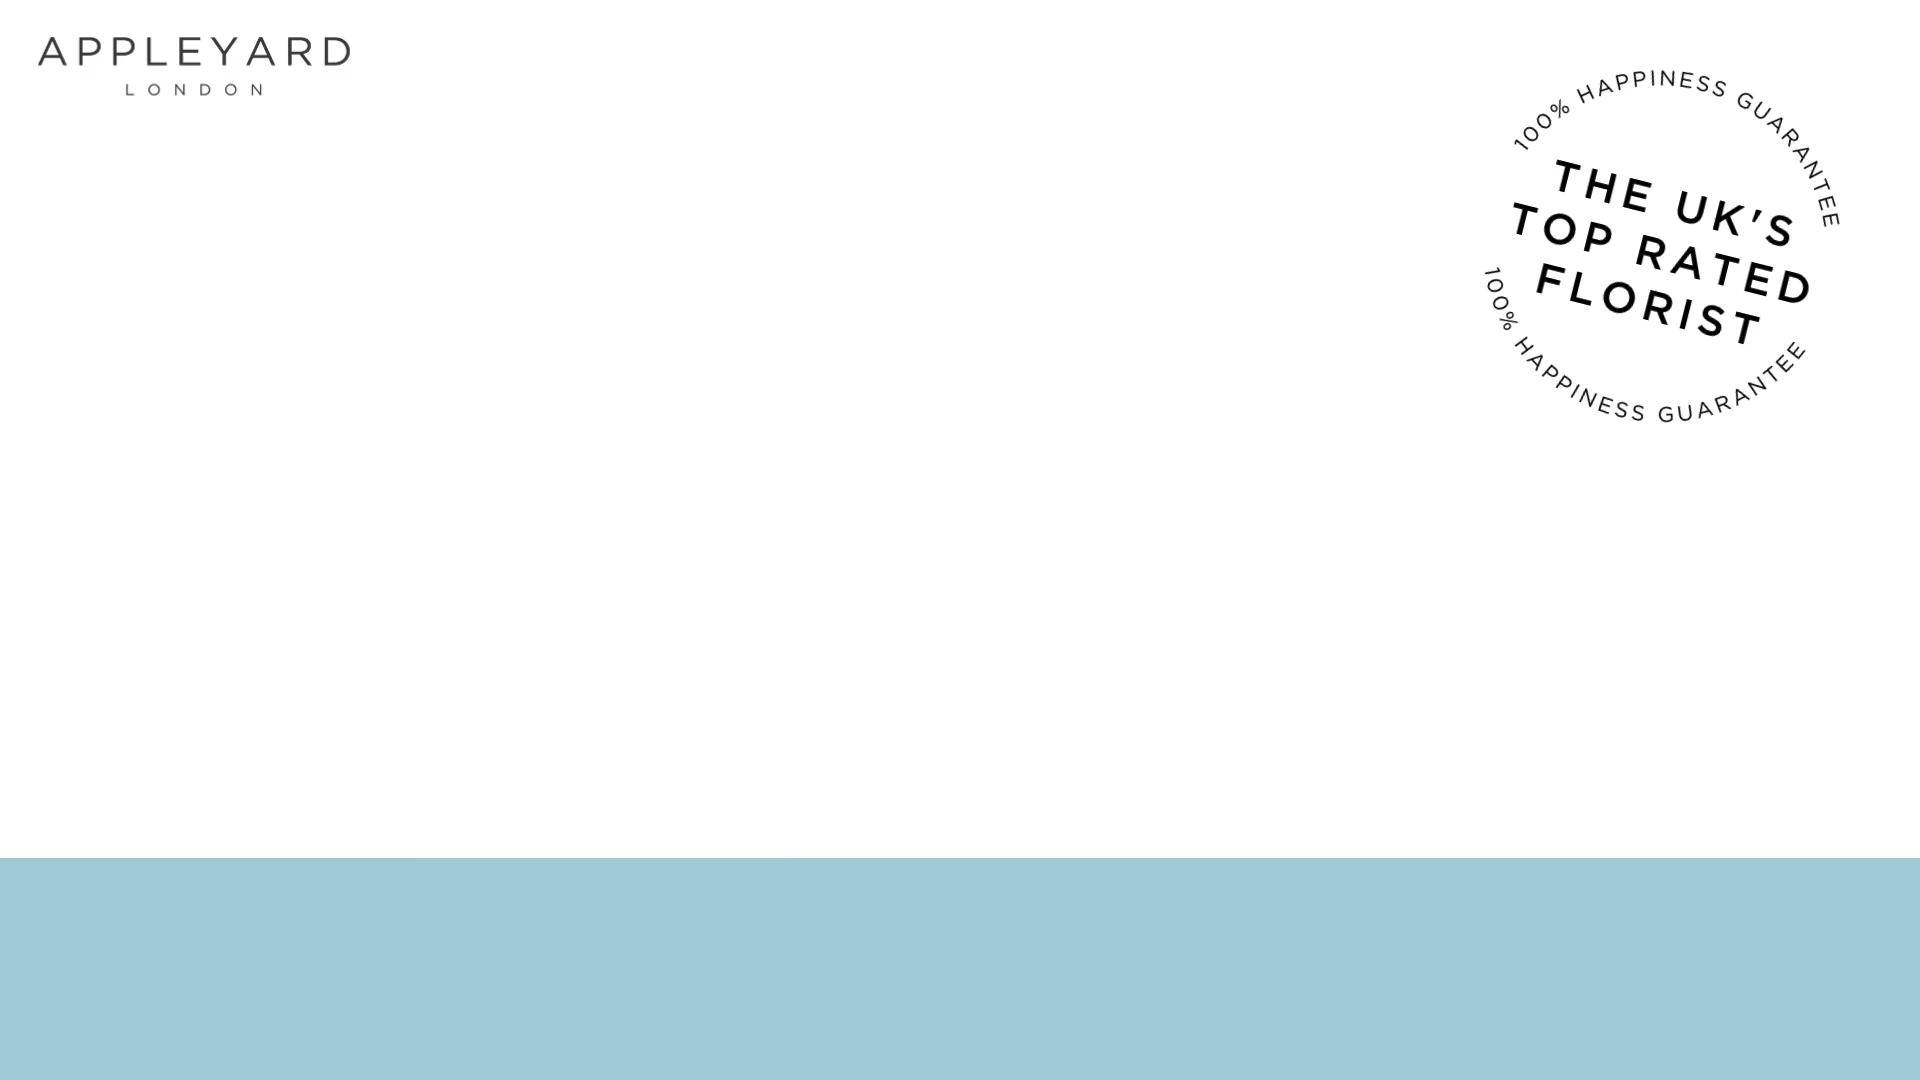 APPLEYARD
LONDON
100% HAPPINESS GUARANTEE
THE UK'S
TOP RATED
FLORIST
100% HAPPINESS GUARANTEE